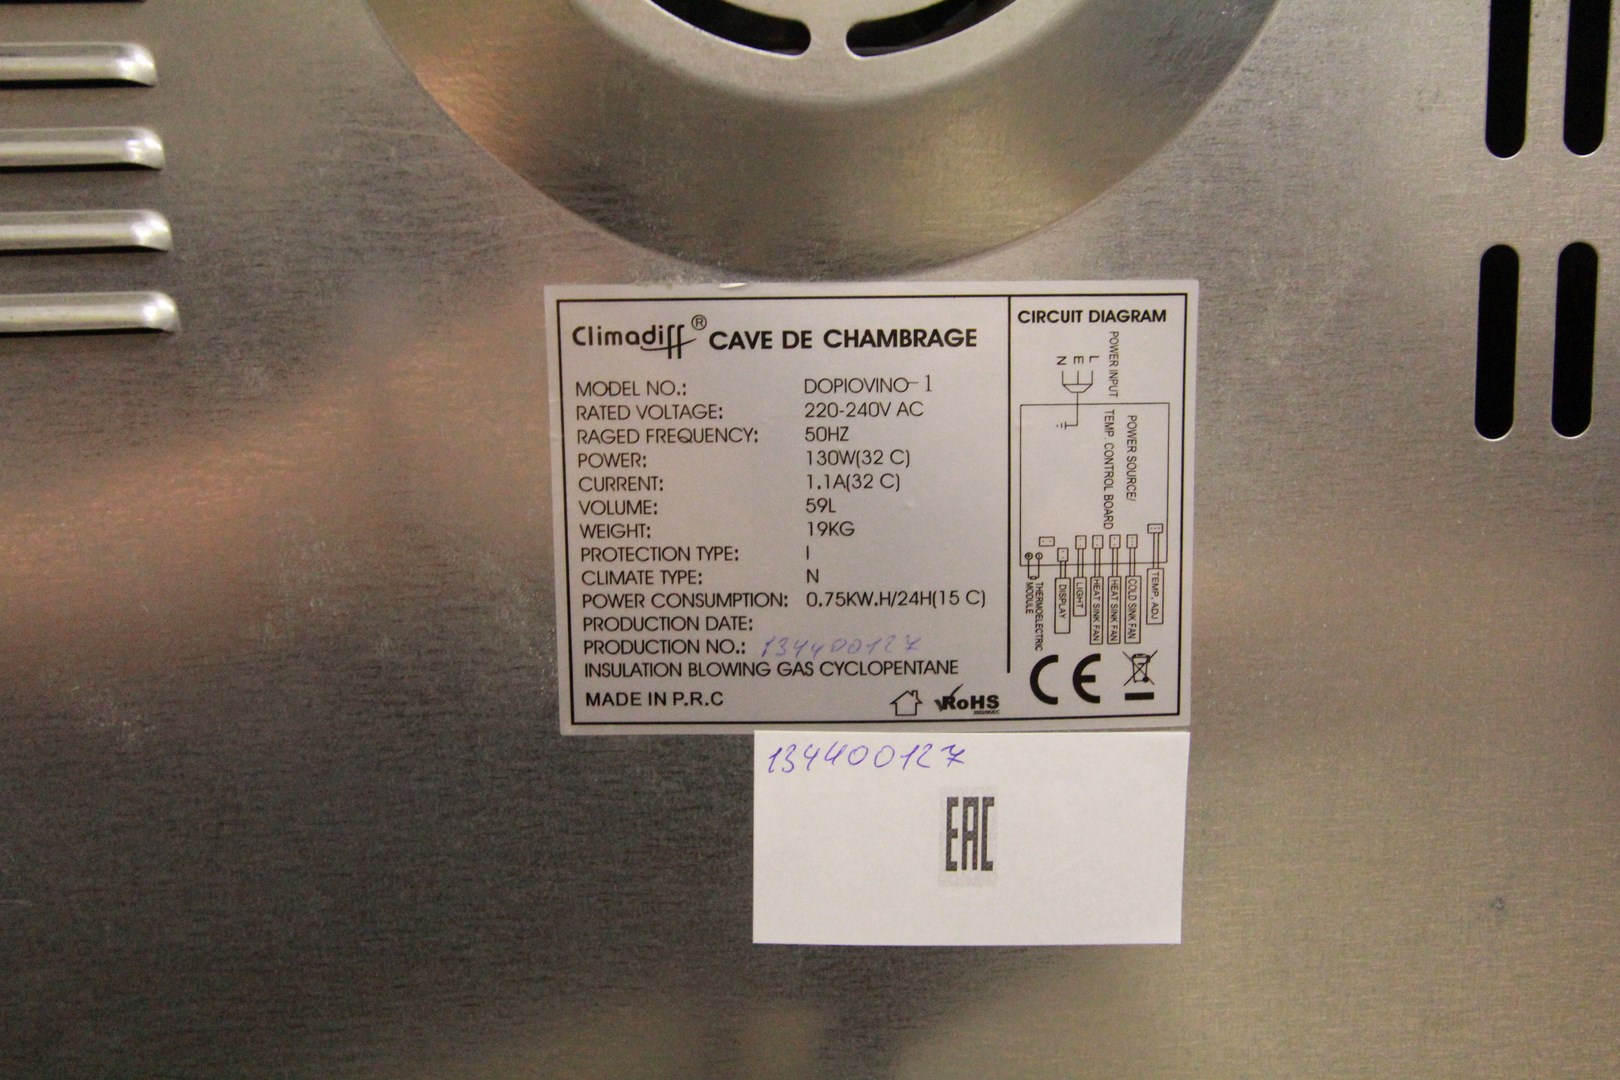 Climadiff® CAVE DE CHAMBRAGE
MODEL NO.: DOPIOVINO-1
RATED VOLTAGE: 220-240V AC
RAGED FREQUENCY: 50HZ
POWER: 130W(32 C)
CURRENT: 1.1A(32 C)
VOLUME: 59L
WEIGHT: 19KG
PROTECTION TYPE: I
CLIMATE TYPE: N
POWER CONSUMPTION: 0.75KW.H/24H(15 C)
PRODUCTION DATE:
PRODUCTION NO.: 134400127
INSULATION BLOWING GAS CYCLOPENTANE
MADE IN P.R.C
RoHS
CIRCUIT DIAGRAM
POWER INPUT
L
E
N
POWER SOURCE/
TEMP. CONTROL BOARD
TEMP. ADJ
COLD SINK FAN
HEAT SINK FAN
HEAT SINK FAN
LIGHT
DISPLAY
THERMOELECTRIC
MODULE
CE
134400127
EAC